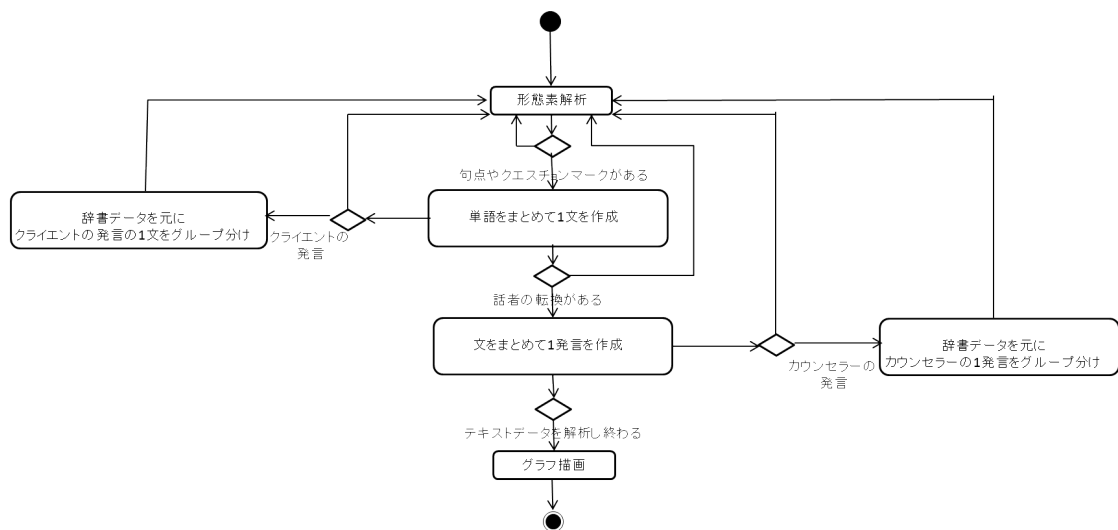 形態素解析
句点やクエスチョンマークがある
単語をまとめて1文を作成
辞書データを元に
クライエントの発言の1文をグループ分け
クライエントの
発言
話者の転換がある
文をまとめて1発言を作成
カウンセラーの
発言
辞書データを元に
カウンセラーの1発言をグループ分け
テキストデータを解析し終わる
グラフ描画